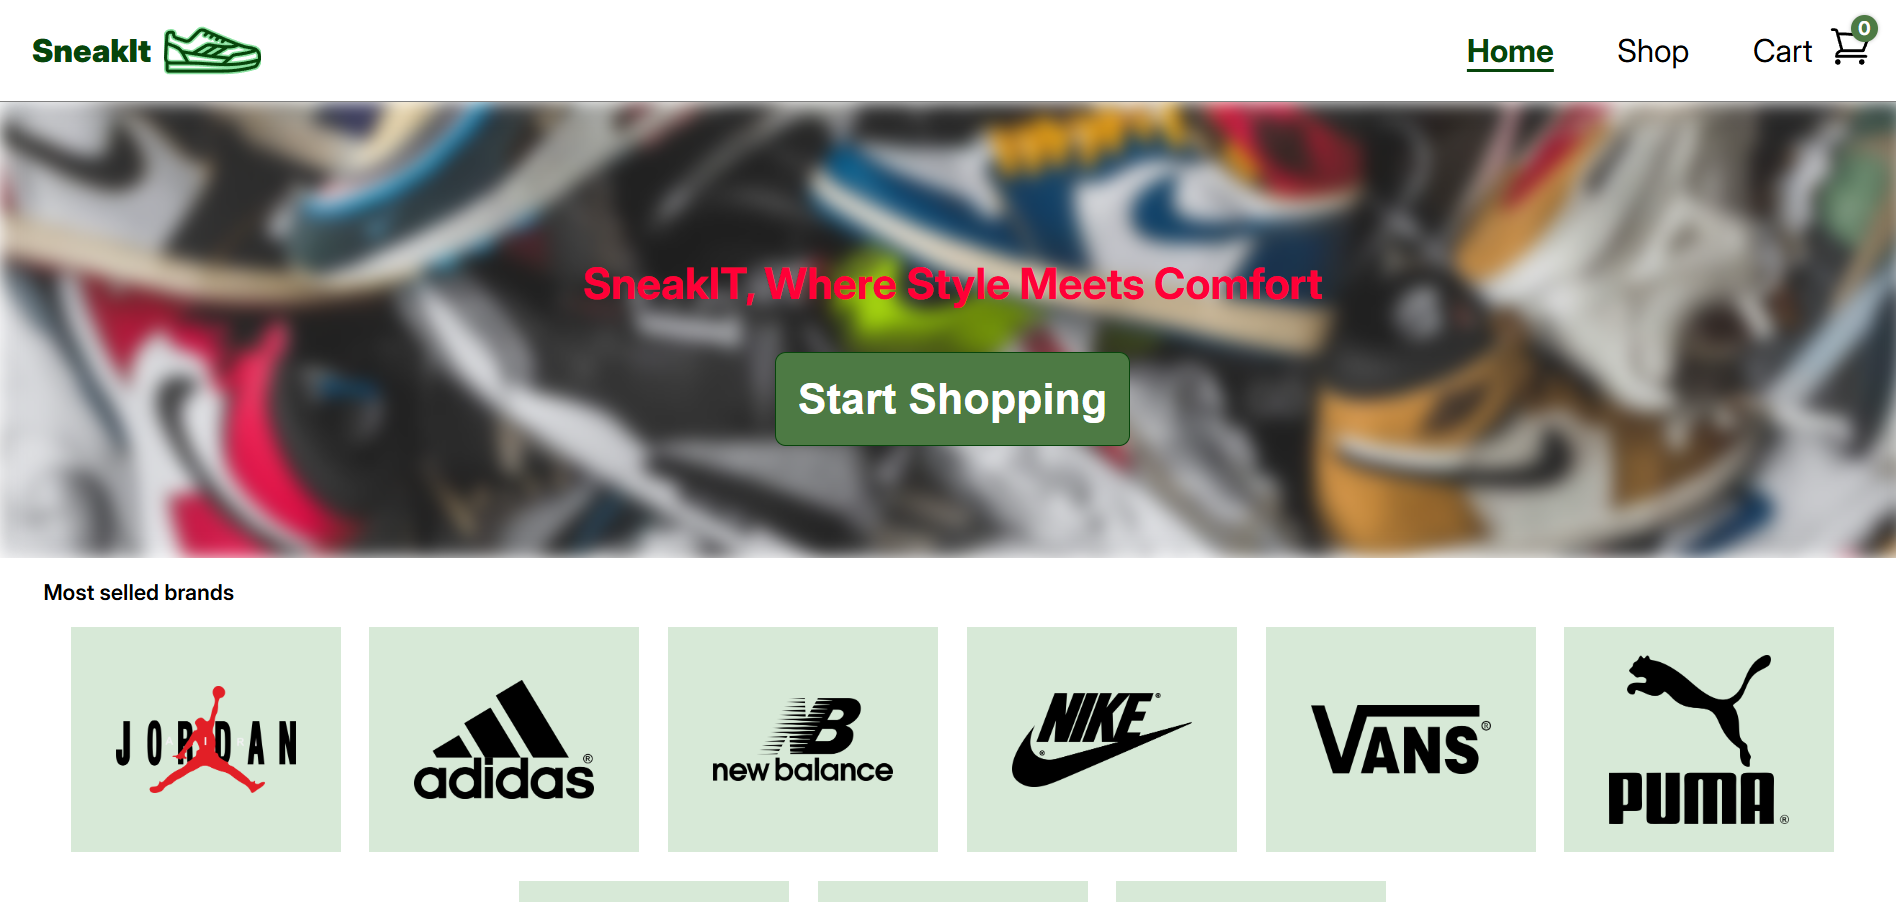 SneakIt
Home
Shop
Cart
0
SneakIT, Where Style Meets Comfort
Start Shopping
Most selled brands
JORDAN
adidas®
NB
new balance
NIKE®
®
VANS®
PUMA®